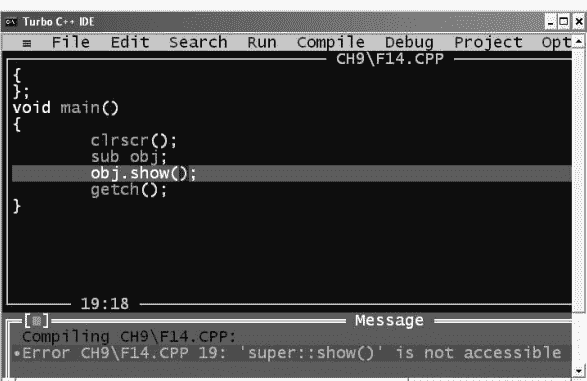 Turbo C++ IDE
≡ File Edit Search Run Compile Debug Project Opt
CH9\F14.CPP
{
};
void main()
{
clrscr();
sub obj;
obj.show();
getch();
}
19:18
Message
Compiling CH9\F14.CPP:
•Error CH9\F14.CPP 19: 'super::show()' is not accessible